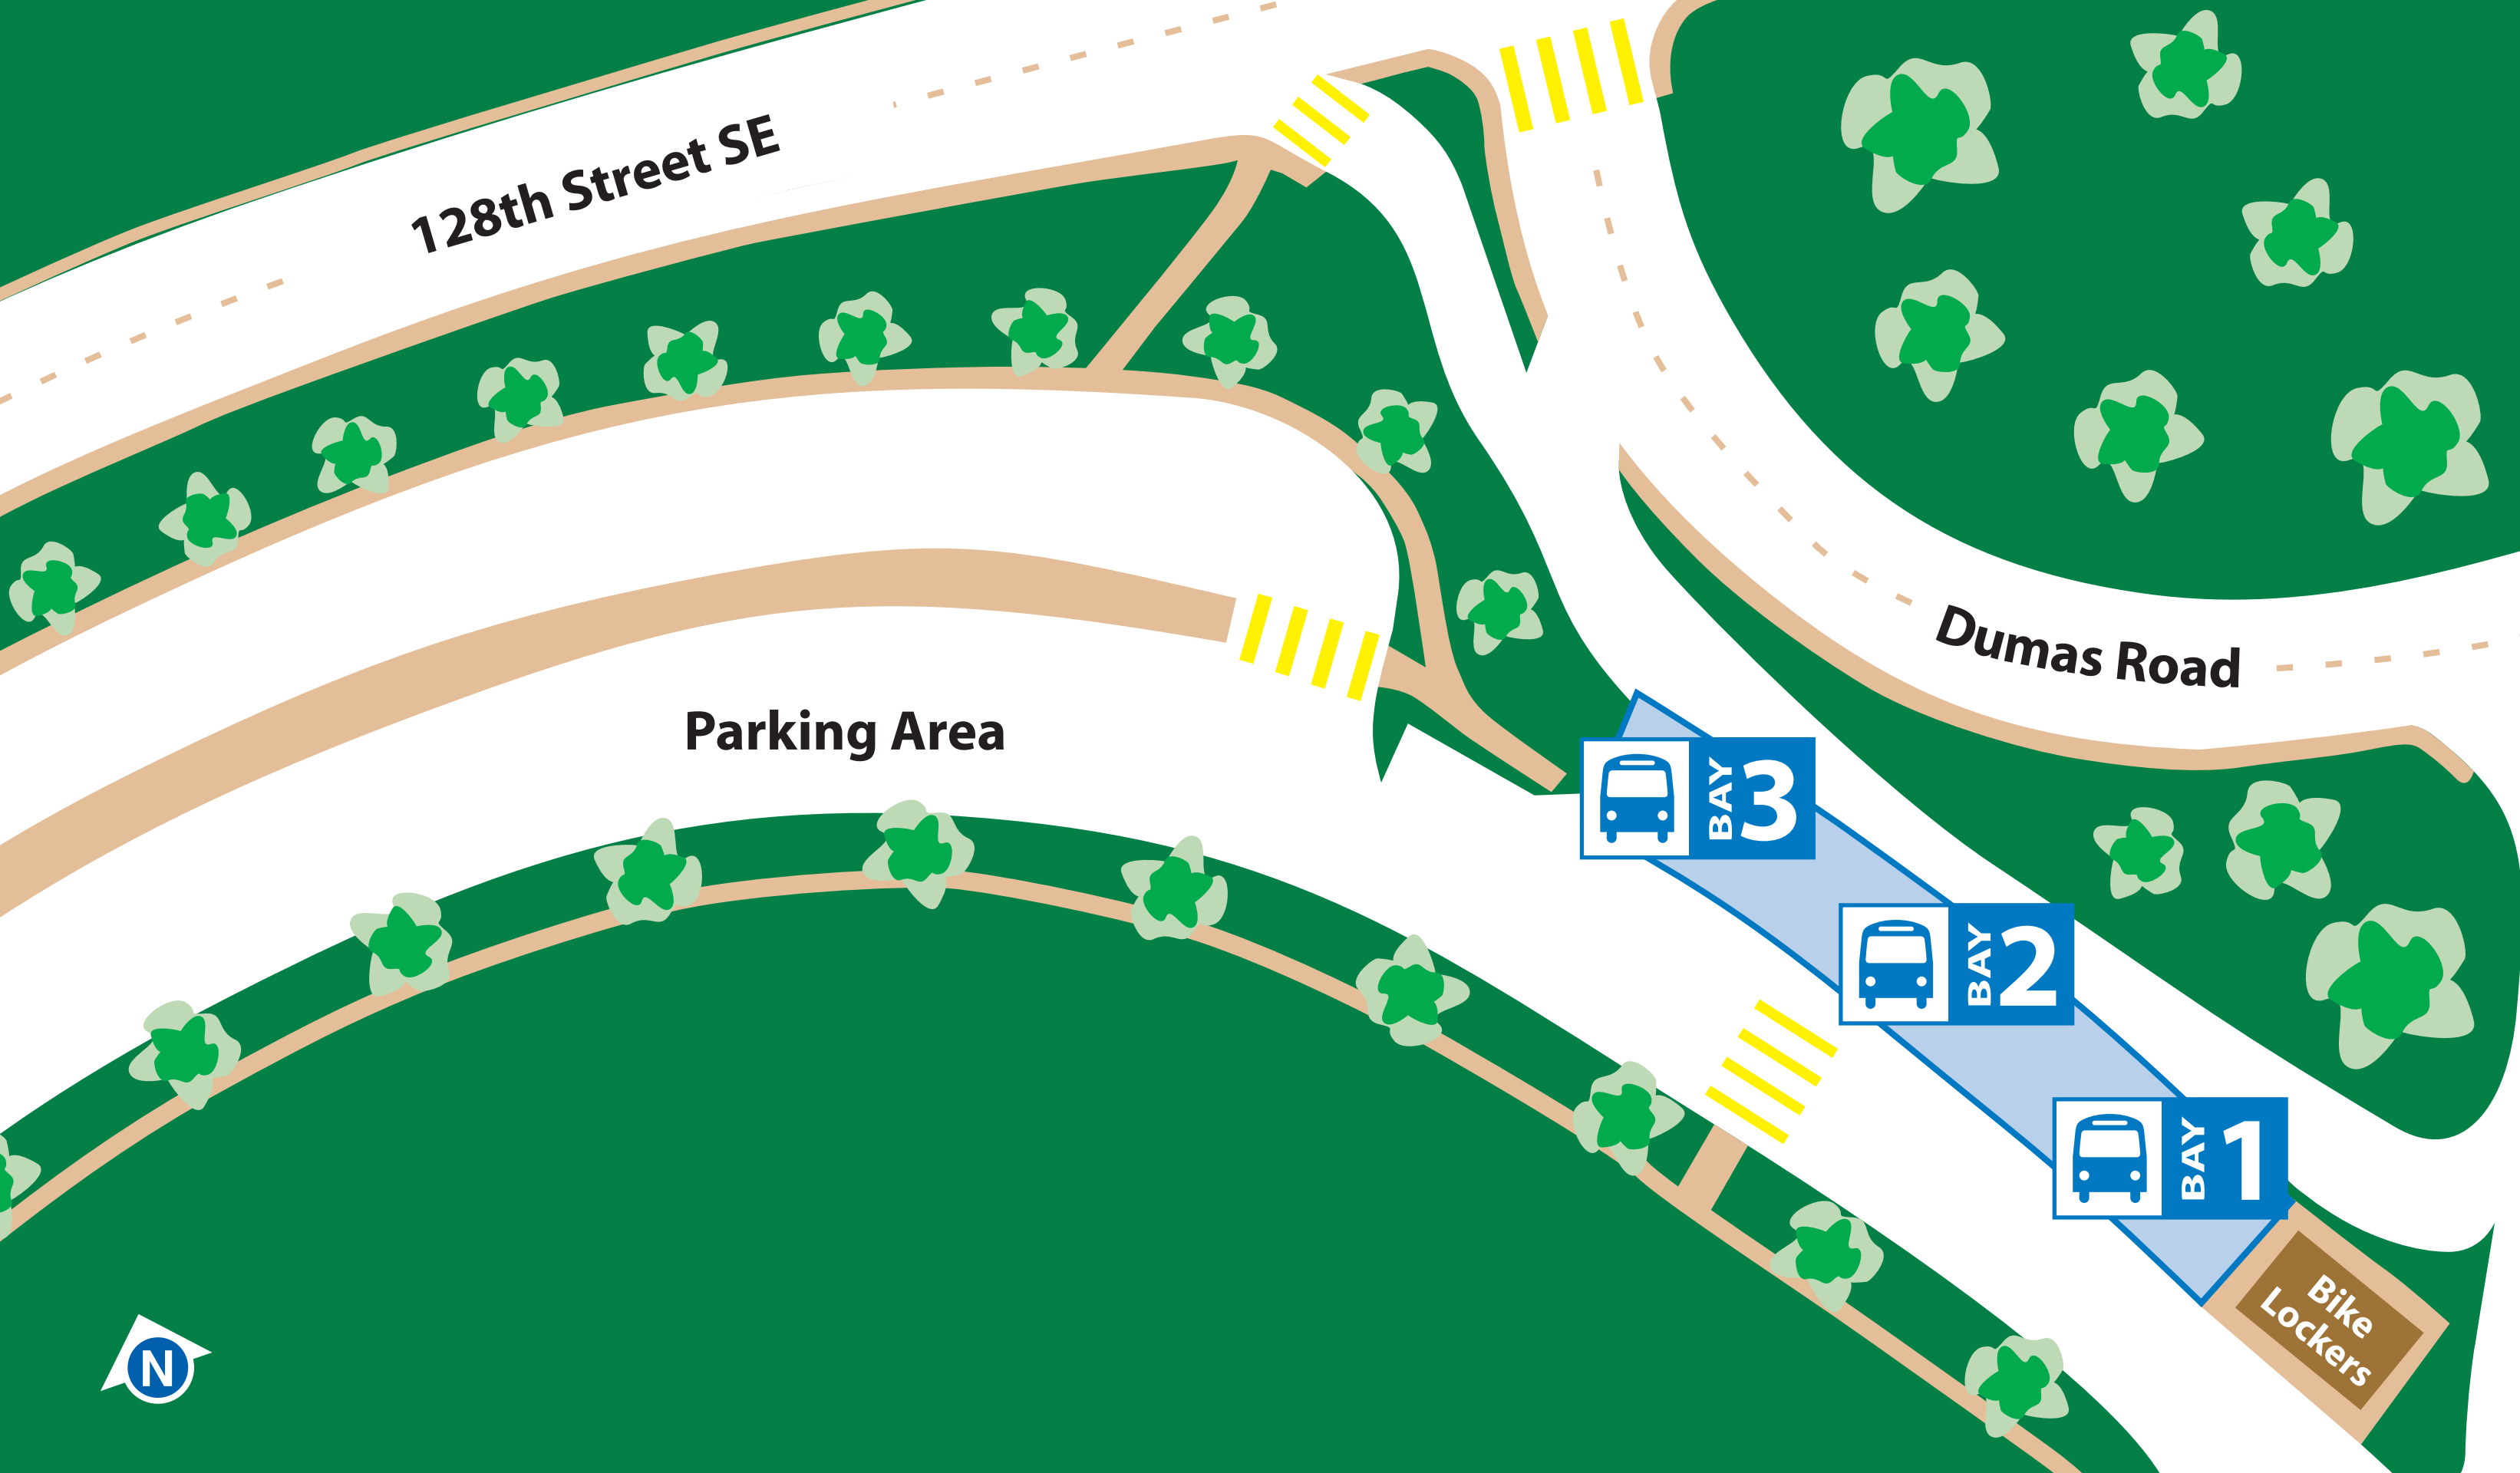 128th Street SE
Dumas Road
Parking Area
BAY 3
BAY 2
BAY 1
Bike
Lockers
N